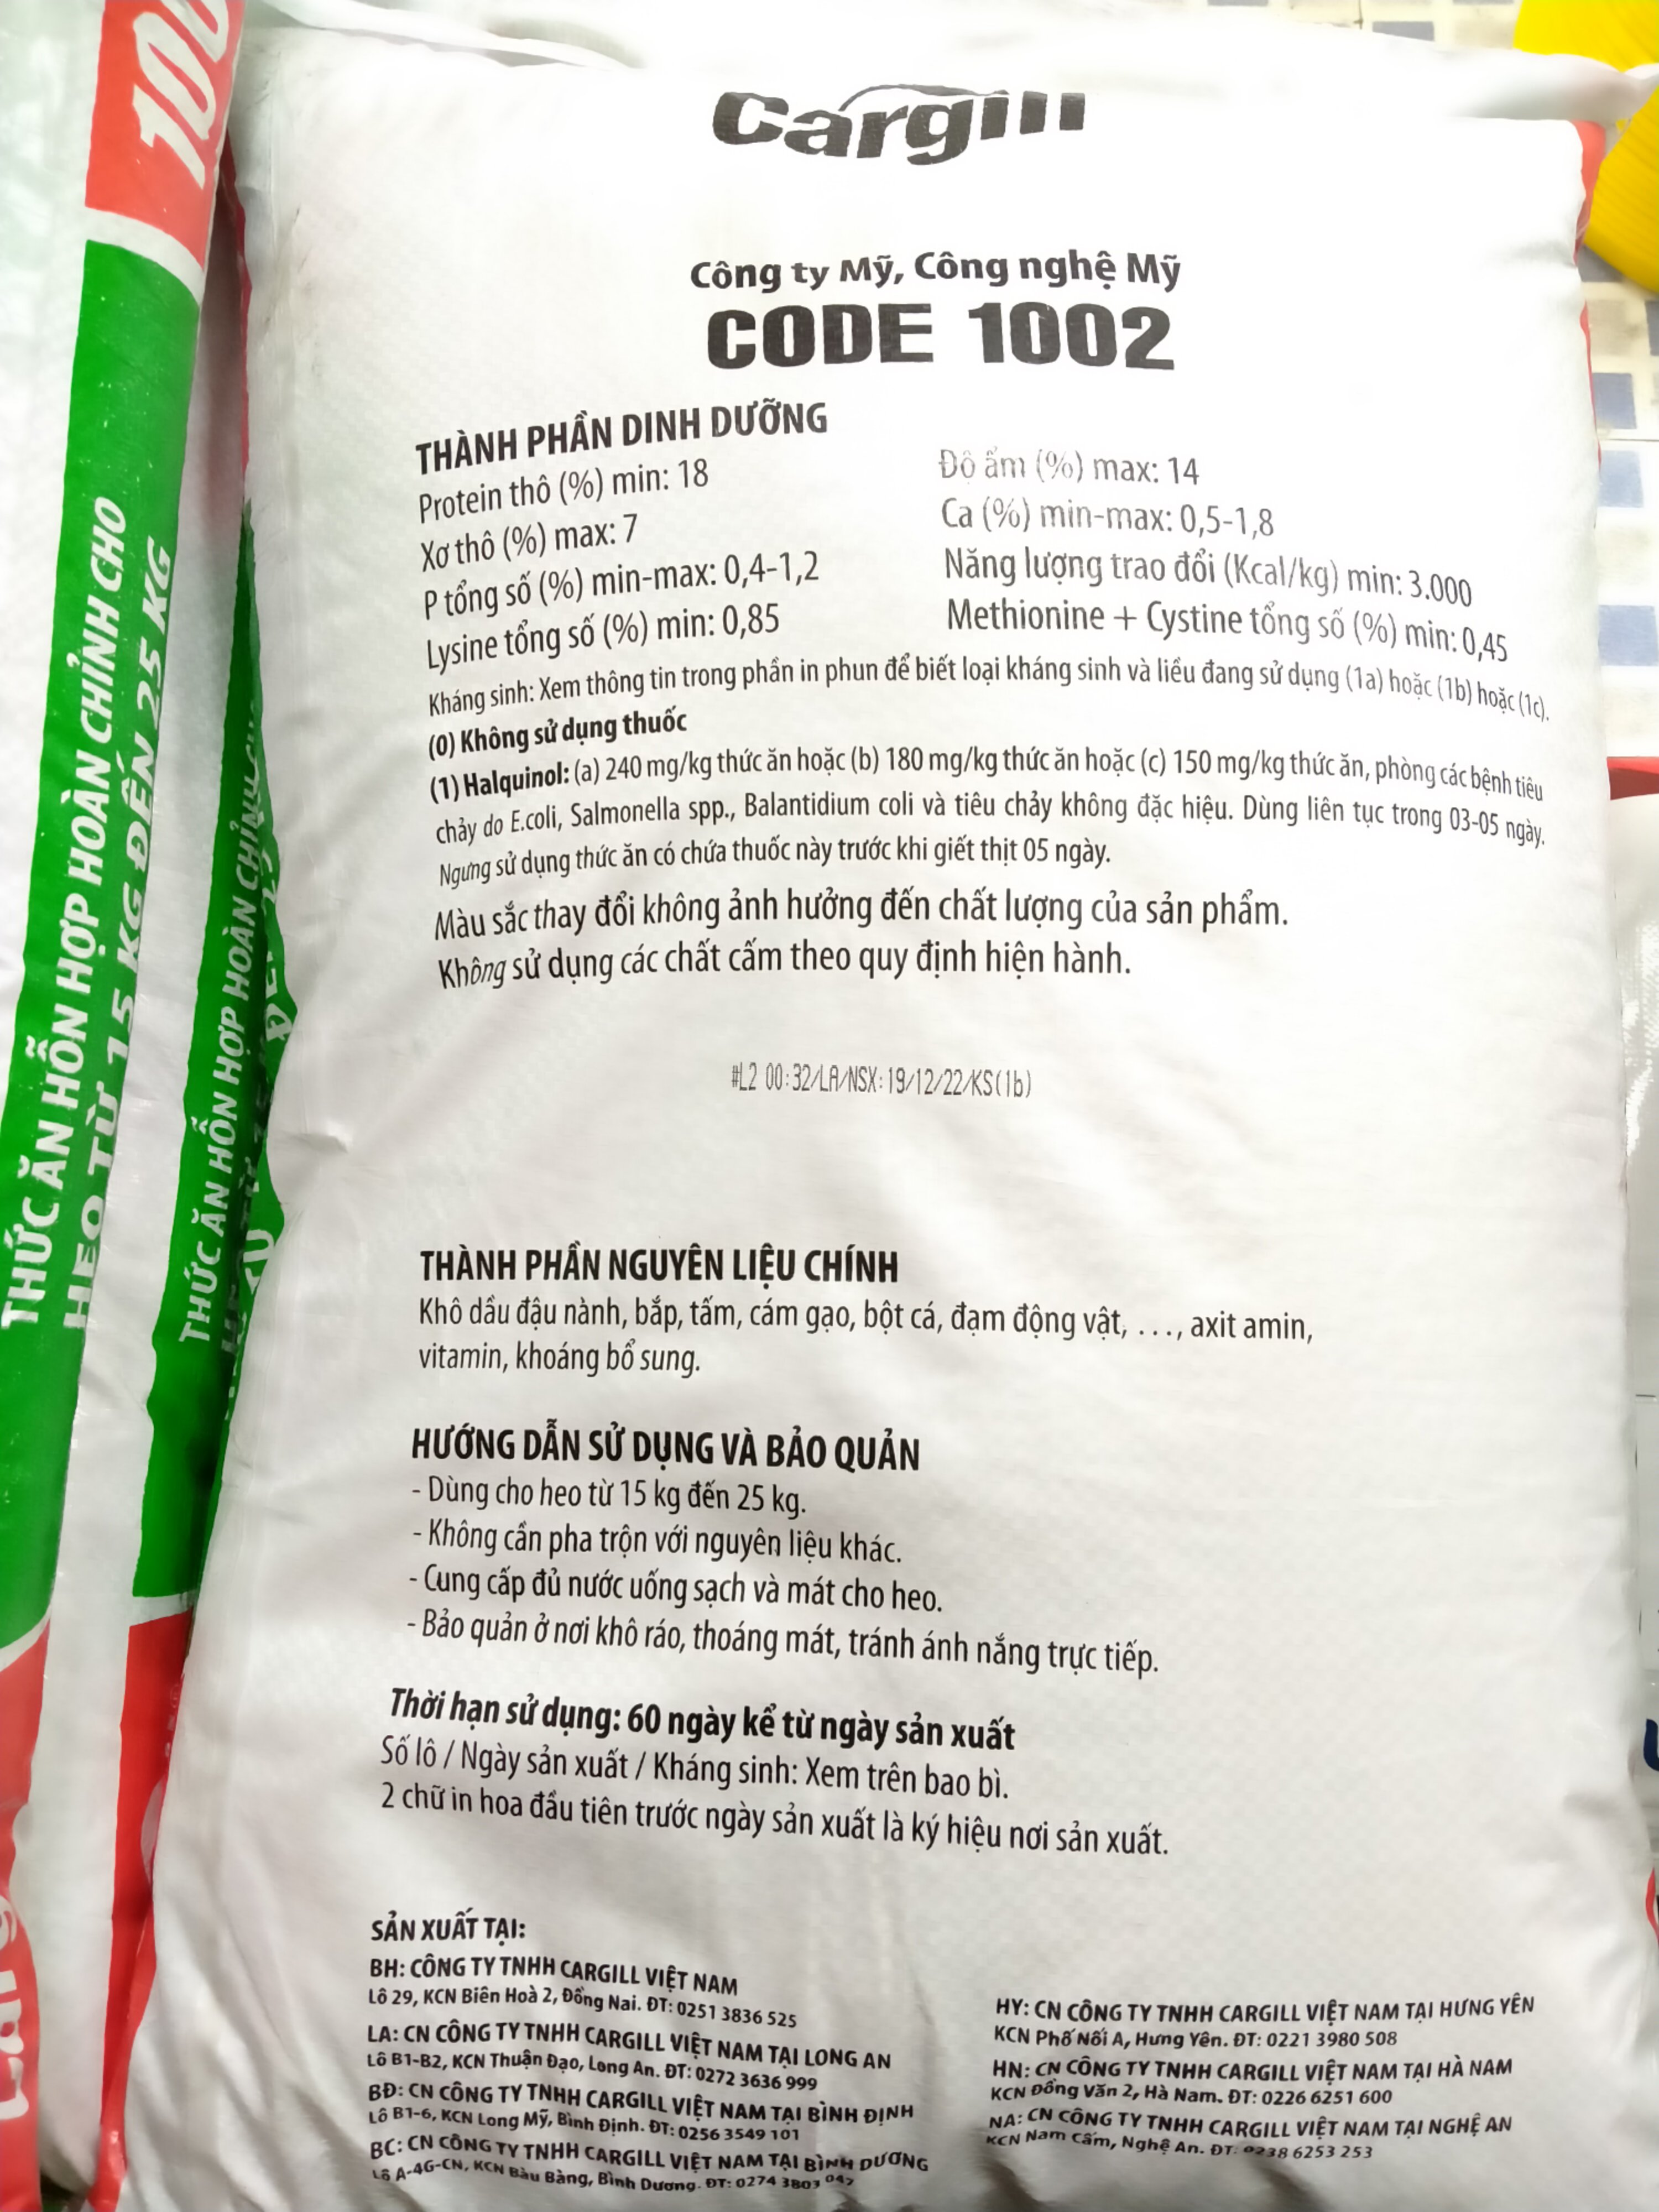 Cargill
Công ty Mỹ, Công nghệ Mỹ
CODE 1002
THÀNH PHẦN DINH DƯỠNG
Protein thô (%) min: 18
Độ ẩm (%) max: 14
Xơ thô (%) max: 7
Ca (%) min-max: 0,5-1,8
P tổng số (%) min-max: 0,4-1,2
Năng lượng trao đổi (Kcal/kg) min: 3.000
Lysine tổng số (%) min: 0,85
Methionine + Cystine tổng số (%) min: 0,45
Kháng sinh: Xem thông tin trong phần in phun để biết loại kháng sinh và liều đang sử dụng (1a) hoặc (1b) hoặc (1c).
(0) Không sử dụng thuốc
(1) Halquinol: (a) 240 mg/kg thức ăn hoặc (b) 180 mg/kg thức ăn hoặc (c) 150 mg/kg thức ăn, phòng các bệnh tiêu
chảy do E.coli, Salmonella spp., Balantidium coli và tiêu chảy không đặc hiệu. Dùng liên tục trong 03-05 ngày.
Ngưng sử dụng thức ăn có chứa thuốc này trước khi giết thịt 05 ngày.
Màu sắc thay đổi không ảnh hưởng đến chất lượng của sản phẩm.
Không sử dụng các chất cấm theo quy định hiện hành.
#L2 00:32/LA/NSX:19/12/22/KS(1b)
THÀNH PHẦN NGUYÊN LIỆU CHÍNH
Khô dầu đậu nành, bắp, tấm, cám gạo, bột cá, đạm động vật, ..., axit amin,
vitamin, khoáng bổ sung.
HƯỚNG DẪN SỬ DỤNG VÀ BẢO QUẢN
- Dùng cho heo từ 15 kg đến 25 kg.
- Không cần pha trộn với nguyên liệu khác.
- Cung cấp đủ nước uống sạch và mát cho heo.
- Bảo quản ở nơi khô ráo, thoáng mát, tránh ánh nắng trực tiếp.
Thời hạn sử dụng: 60 ngày kể từ ngày sản xuất
Số lô / Ngày sản xuất / Kháng sinh: Xem trên bao bì.
2 chữ in hoa đầu tiên trước ngày sản xuất là ký hiệu nơi sản xuất.
SẢN XUẤT TẠI:
BH: CÔNG TY TNHH CARGILL VIỆT NAM
Lô 29, KCN Biên Hoà 2, Đồng Nai. ĐT: 0251 3836 525
LA: CN CÔNG TY TNHH CARGILL VIỆT NAM TẠI LONG AN
Lô B1-B2, KCN Thuận Đạo, Long An. ĐT: 0272 3636 999
BĐ: CN CÔNG TY TNHH CARGILL VIỆT NAM TẠI BÌNH ĐỊNH
Lô B1-6, KCN Long Mỹ, Bình Định. ĐT: 0256 3549 101
BC: CN CÔNG TY TNHH CARGILL VIỆT NAM TẠI BÌNH DƯƠNG
Lô A-4G-CN, KCN Bàu Bàng, Bình Dương. ĐT: 0274 3803 047
HY: CN CÔNG TY TNHH CARGILL VIỆT NAM TẠI HƯNG YÊN
KCN Phố Nối A, Hưng Yên. ĐT: 0221 3980 508
HN: CN CÔNG TY TNHH CARGILL VIỆT NAM TẠI HÀ NAM
KCN Đồng Văn 2, Hà Nam. ĐT: 0226 6251 600
NA: CN CÔNG TY TNHH CARGILL VIỆT NAM TẠI NGHỆ AN
KCN Nam Cấm, Nghệ An. ĐT: 0238 6253 253
THỨC ĂN HỖN HỢP HOÀN CHỈNH CHO
HEO TỪ 15 KG ĐẾN 25 KG
THỨC ĂN HỖN HỢP HOÀN CHỈNH